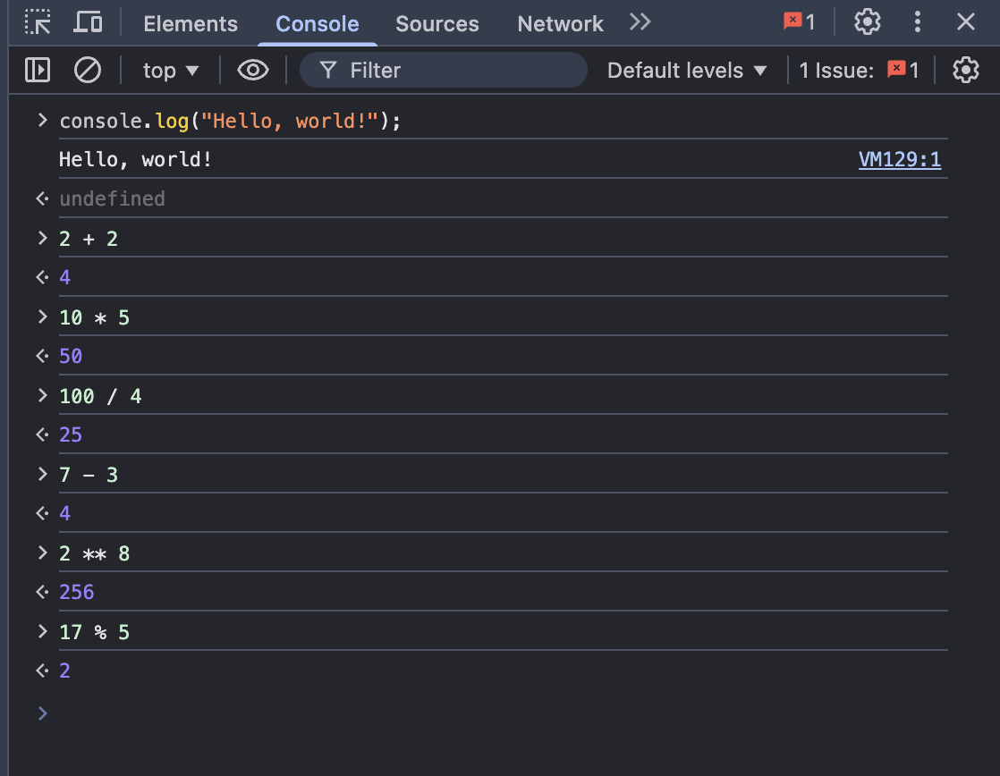 Elements Console Sources Network 1
top Filter Default levels 1 Issue: 1
console.log("Hello, world!");
Hello, world! VM129:1
undefined
2 + 2
4
10 * 5
50
100 / 4
25
7 - 3
4
2 ** 8
256
17 % 5
2